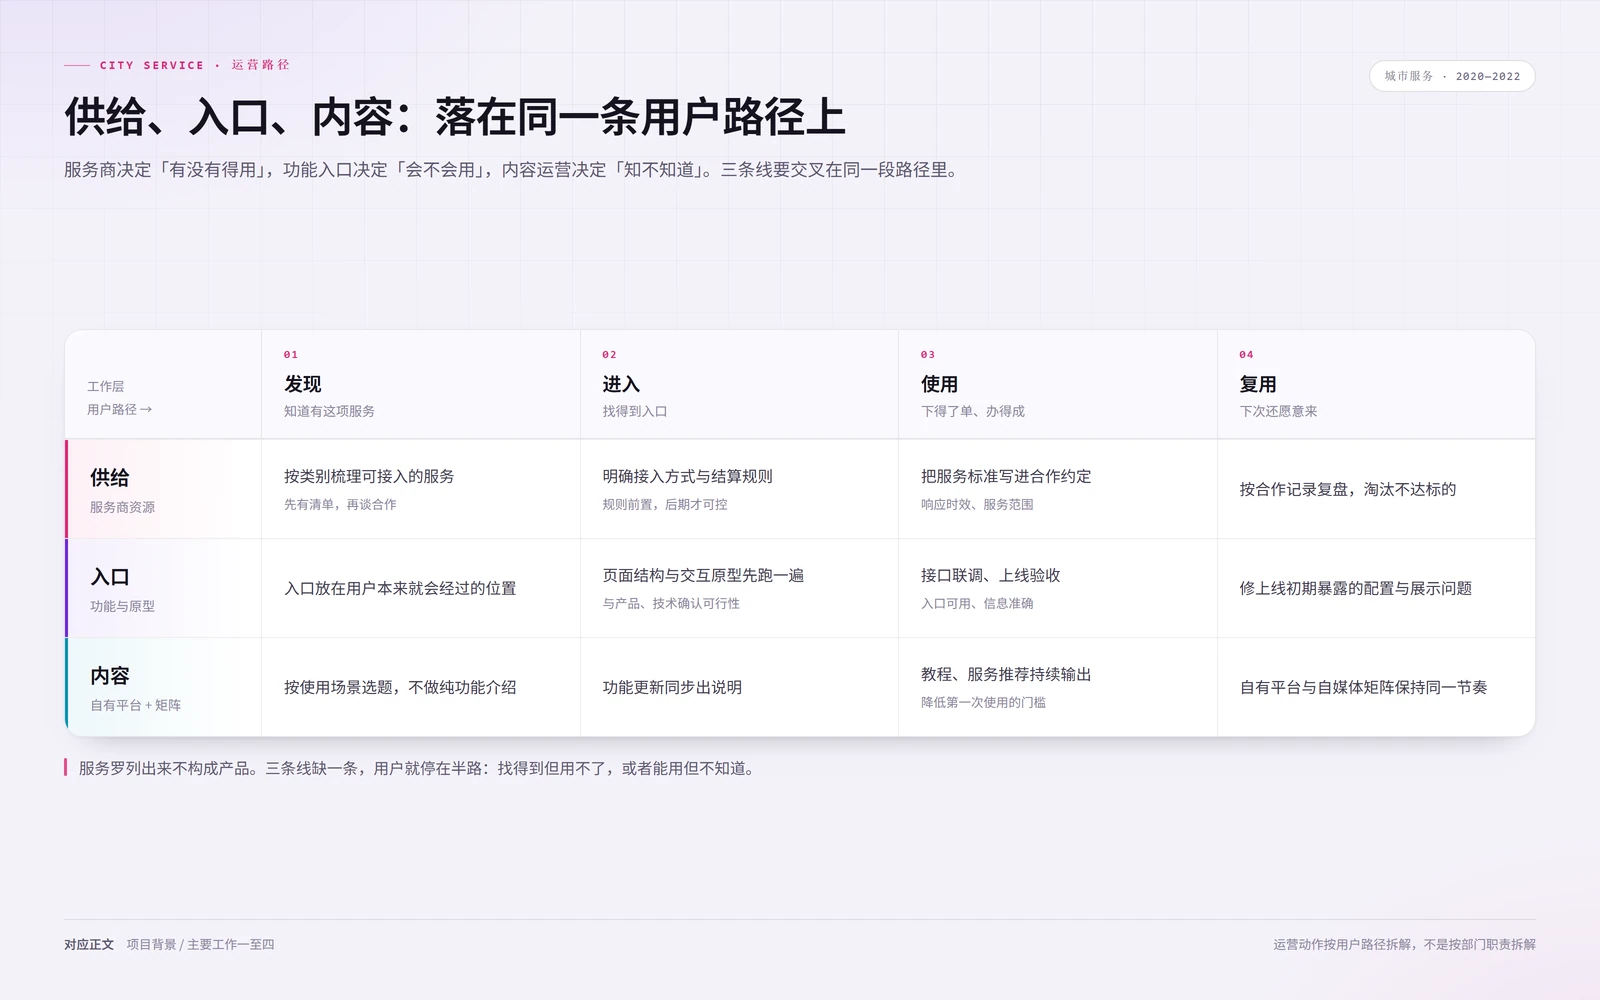 CITY SERVICE · 运营路径
城市服务 · 2020—2022
供给、入口、内容：落在同一条用户路径上
服务商决定「有没有得用」，功能入口决定「会不会用」，内容运营决定「知不知道」。三条线要交叉在同一段路径里。
工作层
用户路径 →
01
发现
知道有这项服务
02
进入
找得到入口
03
使用
下得了单、办得成
04
复用
下次还愿意来
供给
服务商资源
按类别梳理可接入的服务
先有清单，再谈合作
明确接入方式与结算规则
规则前置，后期才可控
把服务标准写进合作约定
响应时效、服务范围
按合作记录复盘，淘汰不达标的
入口
功能与原型
入口放在用户本来就会经过的位置
页面结构与交互原型先跑一遍
与产品、技术确认可行性
接口联调、上线验收
入口可用、信息准确
修上线初期暴露的配置与展示问题
内容
自有平台 + 矩阵
按使用场景选题，不做纯功能介绍
功能更新同步出说明
教程、服务推荐持续输出
降低第一次使用的门槛
自有平台与自媒体矩阵保持同一节奏
服务罗列出来不构成产品。三条线缺一条，用户就停在半路：找得到但用不了，或者能用但不知道。
对应正文 项目背景 / 主要工作一至四
运营动作按用户路径拆解，不是按部门职责拆解